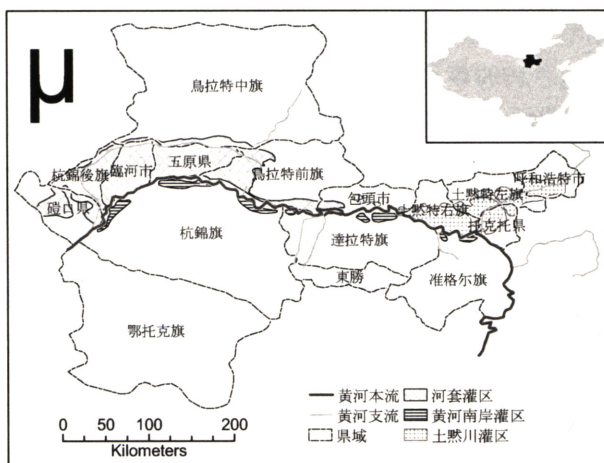 μ
烏拉特中旗
杭錦後旗
臨河市
五原県
烏拉特前旗
磴口県
包頭市
土黙特右旗
土黙特左旗
呼和浩特市
托克托県
杭錦旗
達拉特旗
東勝
准格尔旗
鄂托克旗
黄河本流 河套灌区
黄河支流 黄河南岸灌区
県域 土黙川灌区
0 50 100 200
Kilometers